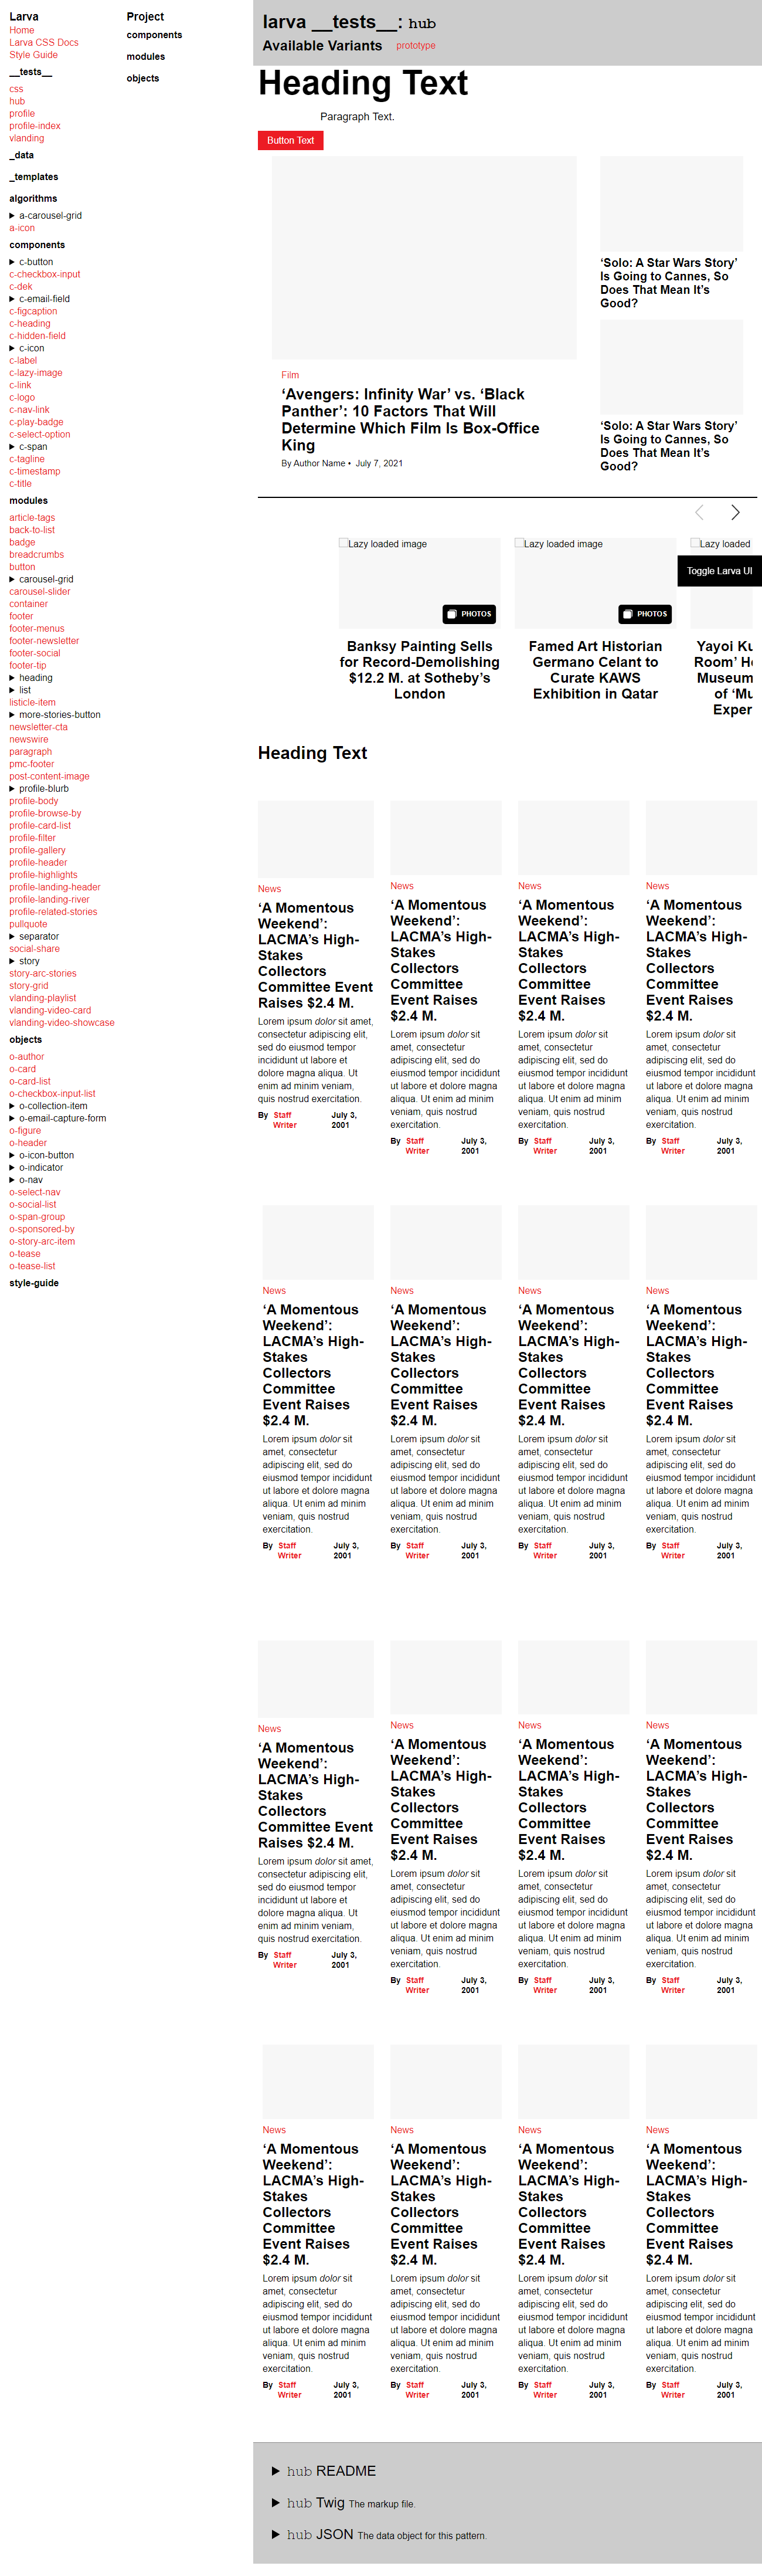 Larva
Home
Larva CSS Docs
Style Guide
__tests__
css
hub
profile
profile-index
vlanding
_data
_templates
algorithms
a-carousel-grid
a-icon
components
c-button
c-checkbox-input
c-dek
c-email-field
c-figcaption
c-heading
c-hidden-field
c-icon
c-label
c-lazy-image
c-link
c-logo
c-nav-link
c-play-badge
c-select-option
c-span
c-tagline
c-timestamp
c-title
modules
article-tags
back-to-list
badge
breadcrumbs
button
carousel-grid
carousel-slider
container
footer
footer-menus
footer-newsletter
footer-social
footer-tip
heading
list
listicle-item
more-stories-button
newsletter-cta
newswire
paragraph
pmc-footer
post-content-image
profile-blurb
profile-body
profile-browse-by
profile-card-list
profile-filter
profile-gallery
profile-header
profile-highlights
profile-landing-header
profile-landing-river
profile-related-stories
pullquote
separator
social-share
story
story-arc-stories
story-grid
vlanding-playlist
vlanding-video-card
vlanding-video-showcase
objects
o-author
o-card
o-card-list
o-checkbox-input-list
o-collection-item
o-email-capture-form
o-figure
o-header
o-icon-button
o-indicator
o-nav
o-select-nav
o-social-list
o-span-group
o-sponsored-by
o-story-arc-item
o-tease
o-tease-list
style-guide
Project
components
modules
objects
larva __tests__: hub
Available Variants prototype
Heading Text
Paragraph Text.
Button Text
Film
‘Avengers: Infinity War’ vs. ‘Black
Panther’: 10 Factors That Will
Determine Which Film Is Box-Office
King
By Author Name • July 7, 2021
‘Solo: A Star Wars Story’
Is Going to Cannes, So
Does That Mean It’s
Good?
‘Solo: A Star Wars Story’
Is Going to Cannes, So
Does That Mean It’s
Good?
Lazy loaded image
PHOTOS
Banksy Painting Sells
for Record-Demolishing
$12.2 M. at Sotheby’s
London
Lazy loaded image
PHOTOS
Famed Art Historian
Germano Celant to
Curate KAWS
Exhibition in Qatar
Lazy loaded
Toggle Larva UI
Yayoi Ku
Room’ H
Museum
of ‘Mu
Exper
Heading Text
News
‘A Momentous
Weekend’:
LACMA’s High-
Stakes
Collectors
Committee Event
Raises $2.4 M.
Lorem ipsum dolor sit amet,
consectetur adipiscing elit,
sed do eiusmod tempor
incididunt ut labore et
dolore magna aliqua. Ut
enim ad minim veniam,
quis nostrud exercitation.
By Staff Writer July 3, 2001
News
‘A Momentous
Weekend’:
LACMA’s High-
Stakes
Collectors
Committee
Event Raises
$2.4 M.
Lorem ipsum dolor sit
amet, consectetur
adipiscing elit, sed do
eiusmod tempor incididunt
ut labore et dolore magna
aliqua. Ut enim ad minim
veniam, quis nostrud
exercitation.
By Staff Writer July 3, 2001
News
‘A Momentous
Weekend’:
LACMA’s High-
Stakes
Collectors
Committee
Event Raises
$2.4 M.
Lorem ipsum dolor sit
amet, consectetur
adipiscing elit, sed do
eiusmod tempor incididunt
ut labore et dolore magna
aliqua. Ut enim ad minim
veniam, quis nostrud
exercitation.
By Staff Writer July 3, 2001
News
‘A Momentous
Weekend’:
LACMA’s High-
Stakes
Collectors
Committee
Event Raises
$2.4 M.
Lorem ipsum dolor sit
amet, consectetur
adipiscing elit, sed do
eiusmod tempor incididunt
ut labore et dolore magna
aliqua. Ut enim ad minim
veniam, quis nostrud
exercitation.
By Staff Writer July 3, 2001
News
‘A Momentous
Weekend’:
LACMA’s High-
Stakes
Collectors
Committee
Event Raises
$2.4 M.
Lorem ipsum dolor sit
amet, consectetur
adipiscing elit, sed do
eiusmod tempor incididunt
ut labore et dolore magna
aliqua. Ut enim ad minim
veniam, quis nostrud
exercitation.
By Staff Writer July 3, 2001
News
‘A Momentous
Weekend’:
LACMA’s High-
Stakes
Collectors
Committee
Event Raises
$2.4 M.
Lorem ipsum dolor sit
amet, consectetur
adipiscing elit, sed do
eiusmod tempor incididunt
ut labore et dolore magna
aliqua. Ut enim ad minim
veniam, quis nostrud
exercitation.
By Staff Writer July 3, 2001
News
‘A Momentous
Weekend’:
LACMA’s High-
Stakes
Collectors
Committee
Event Raises
$2.4 M.
Lorem ipsum dolor sit
amet, consectetur
adipiscing elit, sed do
eiusmod tempor incididunt
ut labore et dolore magna
aliqua. Ut enim ad minim
veniam, quis nostrud
exercitation.
By Staff Writer July 3, 2001
News
‘A Momentous
Weekend’:
LACMA’s High-
Stakes
Collectors
Committee
Event Raises
$2.4 M.
Lorem ipsum dolor sit
amet, consectetur
adipiscing elit, sed do
eiusmod tempor incididunt
ut labore et dolore magna
aliqua. Ut enim ad minim
veniam, quis nostrud
exercitation.
By Staff Writer July 3, 2001
News
‘A Momentous
Weekend’:
LACMA’s High-
Stakes
Collectors
Committee Event
Raises $2.4 M.
Lorem ipsum dolor sit amet,
consectetur adipiscing elit,
sed do eiusmod tempor
incididunt ut labore et
dolore magna aliqua. Ut
enim ad minim veniam,
quis nostrud exercitation.
By Staff Writer July 3, 2001
News
‘A Momentous
Weekend’:
LACMA’s High-
Stakes
Collectors
Committee
Event Raises
$2.4 M.
Lorem ipsum dolor sit
amet, consectetur
adipiscing elit, sed do
eiusmod tempor incididunt
ut labore et dolore magna
aliqua. Ut enim ad minim
veniam, quis nostrud
exercitation.
By Staff Writer July 3, 2001
News
‘A Momentous
Weekend’:
LACMA’s High-
Stakes
Collectors
Committee
Event Raises
$2.4 M.
Lorem ipsum dolor sit
amet, consectetur
adipiscing elit, sed do
eiusmod tempor incididunt
ut labore et dolore magna
aliqua. Ut enim ad minim
veniam, quis nostrud
exercitation.
By Staff Writer July 3, 2001
News
‘A Momentous
Weekend’:
LACMA’s High-
Stakes
Collectors
Committee
Event Raises
$2.4 M.
Lorem ipsum dolor sit
amet, consectetur
adipiscing elit, sed do
eiusmod tempor incididunt
ut labore et dolore magna
aliqua. Ut enim ad minim
veniam, quis nostrud
exercitation.
By Staff Writer July 3, 2001
News
‘A Momentous
Weekend’:
LACMA’s High-
Stakes
Collectors
Committee
Event Raises
$2.4 M.
Lorem ipsum dolor sit
amet, consectetur
adipiscing elit, sed do
eiusmod tempor incididunt
ut labore et dolore magna
aliqua. Ut enim ad minim
veniam, quis nostrud
exercitation.
By Staff Writer July 3, 2001
News
‘A Momentous
Weekend’:
LACMA’s High-
Stakes
Collectors
Committee
Event Raises
$2.4 M.
Lorem ipsum dolor sit
amet, consectetur
adipiscing elit, sed do
eiusmod tempor incididunt
ut labore et dolore magna
aliqua. Ut enim ad minim
veniam, quis nostrud
exercitation.
By Staff Writer July 3, 2001
News
‘A Momentous
Weekend’:
LACMA’s High-
Stakes
Collectors
Committee
Event Raises
$2.4 M.
Lorem ipsum dolor sit
amet, consectetur
adipiscing elit, sed do
eiusmod tempor incididunt
ut labore et dolore magna
aliqua. Ut enim ad minim
veniam, quis nostrud
exercitation.
By Staff Writer July 3, 2001
News
‘A Momentous
Weekend’:
LACMA’s High-
Stakes
Collectors
Committee
Event Raises
$2.4 M.
Lorem ipsum dolor sit
amet, consectetur
adipiscing elit, sed do
eiusmod tempor incididunt
ut labore et dolore magna
aliqua. Ut enim ad minim
veniam, quis nostrud
exercitation.
By Staff Writer July 3, 2001
hub README
hub Twig The markup file.
hub JSON The data object for this pattern.